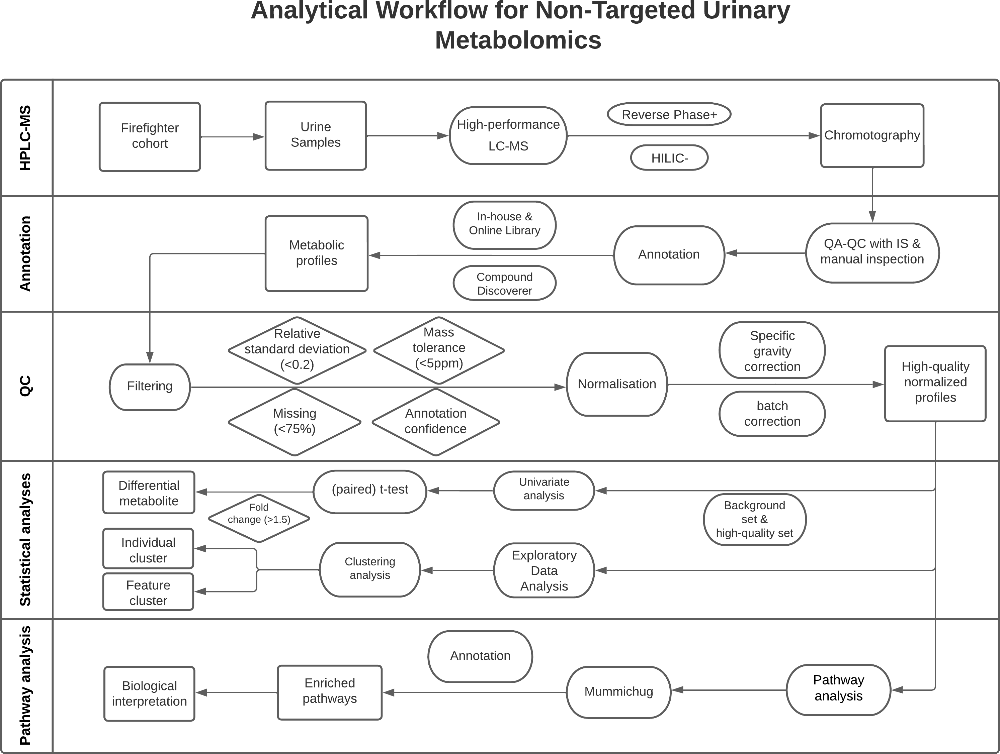 Analytical Workflow for Non-Targeted Urinary
Metabolomics
HPLC-MS
Firefighter
cohort
Urine
Samples
High-performance
LC-MS
Reverse Phase+
HILIC-
Chromotography
Annotation
Metabolic
profiles
In-house &
Online Library
Compound
Discoverer
Annotation
QA-QC with IS &
manual inspection
QC
Filtering
Relative
standard deviation
(<0.2)
Mass
tolerance
(<5ppm)
Missing
(<75%)
Annotation
confidence
Normalisation
Specific
gravity
correction
batch
correction
High-quality
normalized
profiles
Statistical analyses
Differential
metabolite
Fold
change (>1.5)
(paired) t-test
Univariate
analysis
Background
set &
high-quality set
Individual
cluster
Feature
cluster
Clustering
analysis
Exploratory
Data
Analysis
Pathway analysis
Biological
interpretation
Enriched
pathways
Annotation
Mummichug
Pathway
analysis